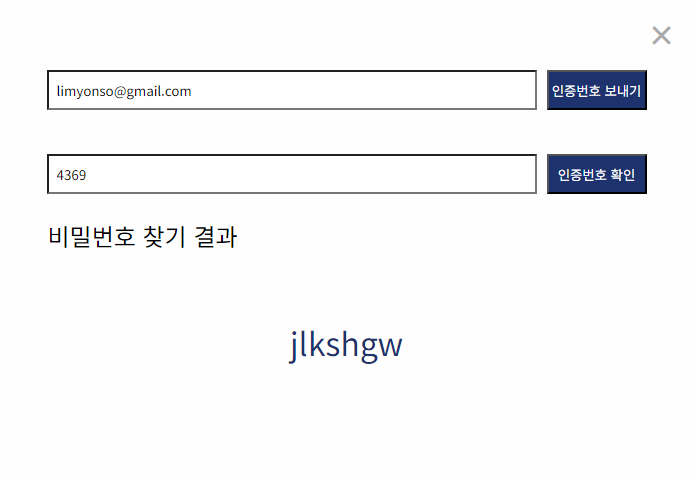 ×
limyonso@gmail.com 인증번호 보내기
4369 인증번호 확인
비밀번호 찾기 결과
jlkshgw